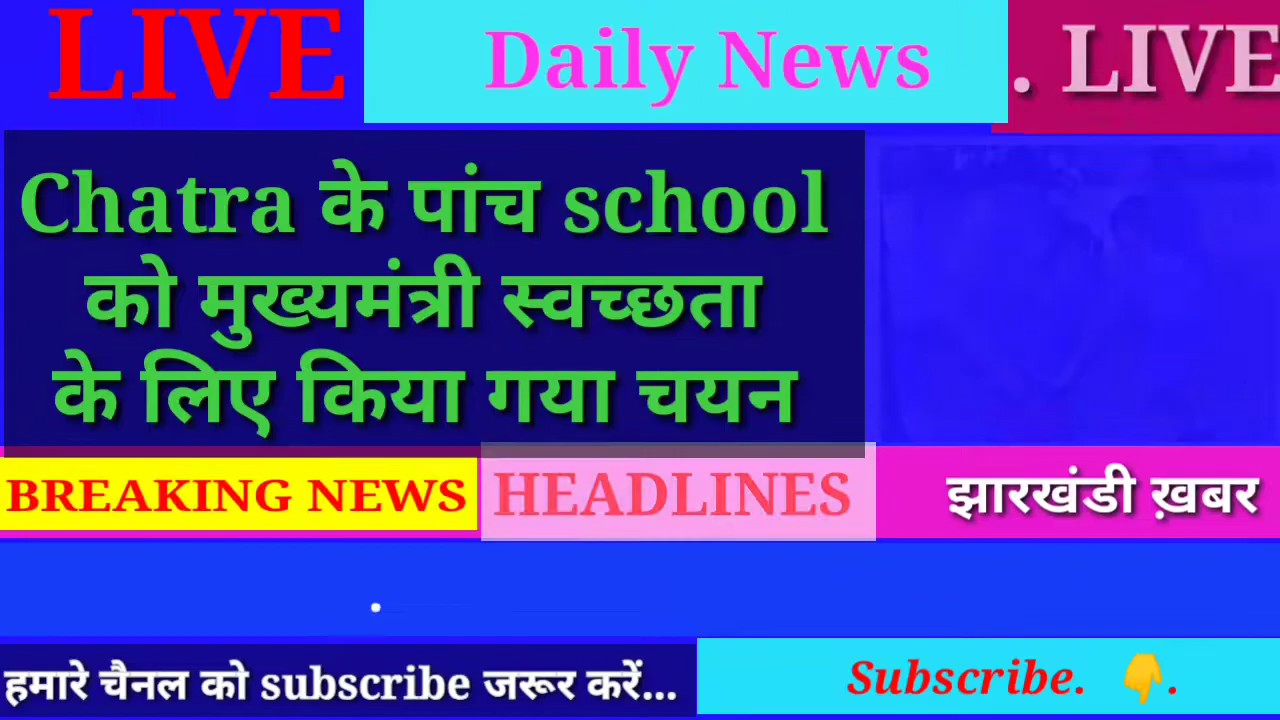 LIVE
Daily News
. LIVE
Chatra के पांच school
को मुख्यमंत्री स्वच्छता
के लिए किया गया चयन
BREAKING NEWS
HEADLINES
झारखंडी ख़बर
.
हमारे चैनल को subscribe जरूर करें...
Subscribe. 👇.